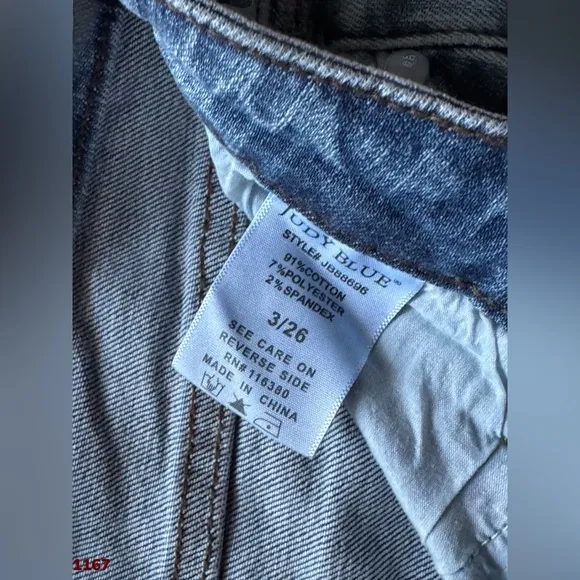 JUDY BLUE®
STYLE# JB88696
91%COTTON
7%POLYESTER
2%SPANDEX
3/26
SEE CARE ON
REVERSE SIDE
RN# 116380
MADE IN CHINA
1167